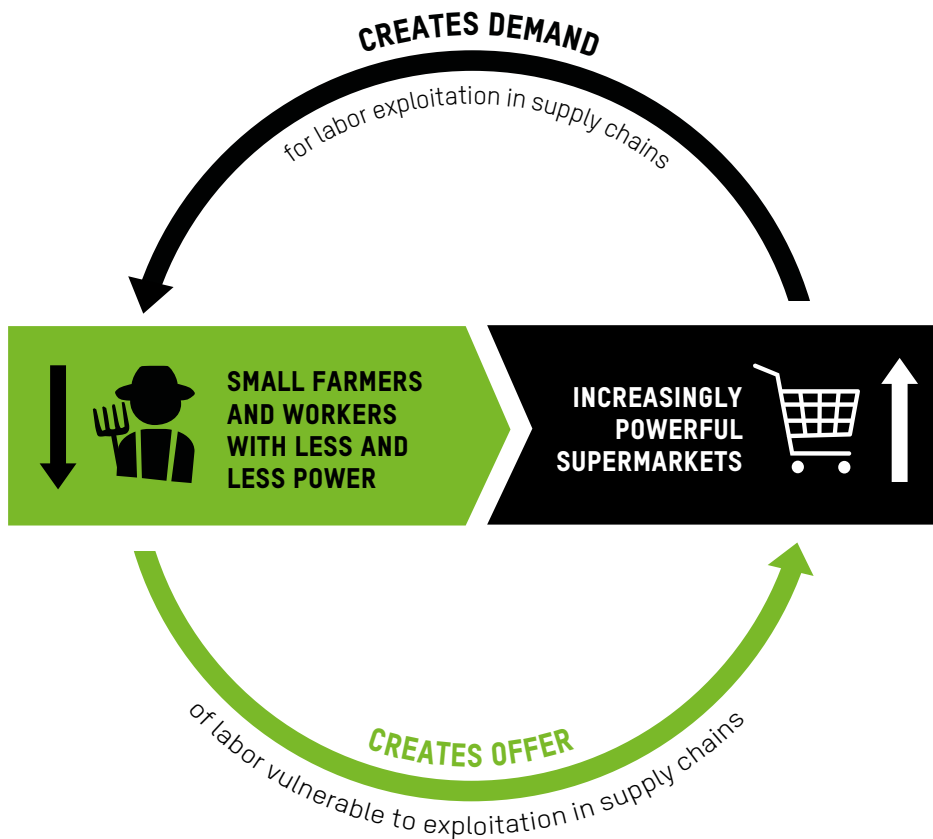 CREATES DEMAND
for labor exploitation in supply chains
SMALL FARMERS
AND WORKERS
WITH LESS AND
LESS POWER
INCREASINGLY
POWERFUL
SUPERMARKETS
CREATES OFFER
of labor vulnerable to exploitation in supply chains